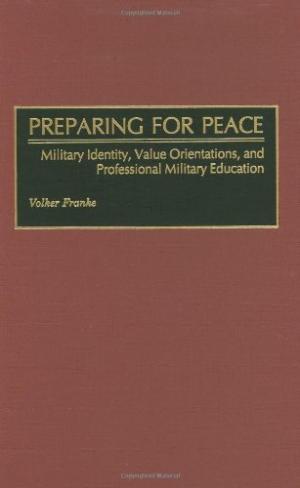 PREPARING FOR PEACE
Military Identity, Value Orientations, and
Professional Military Education
Volker Franke